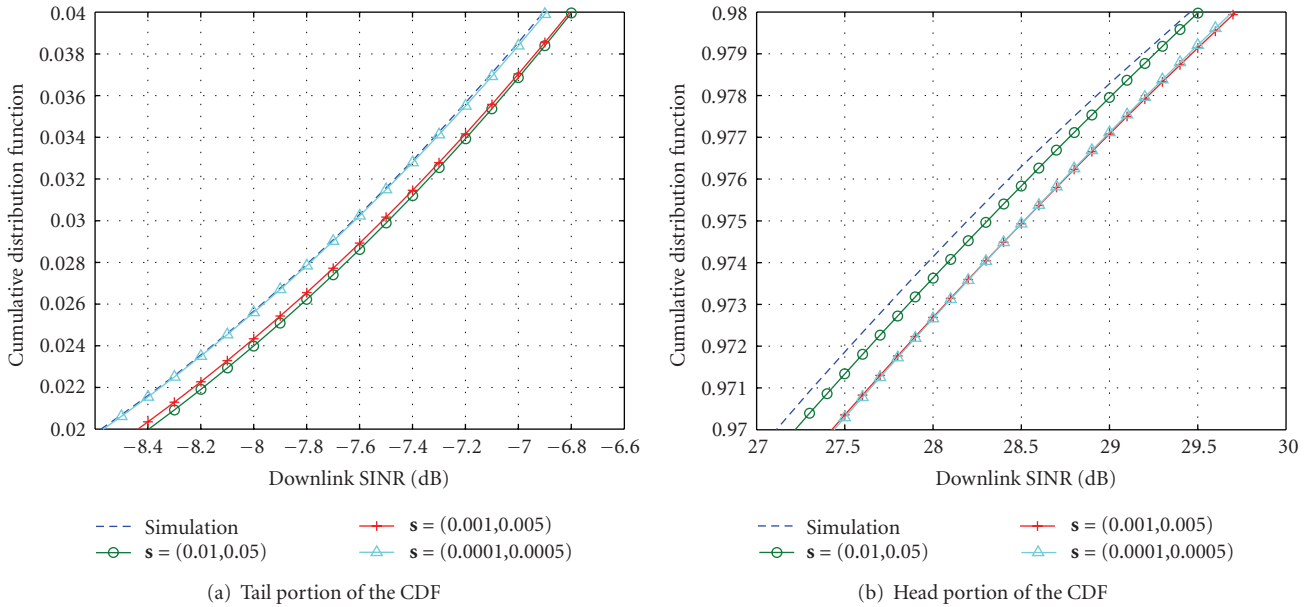 0.04
0.038
0.036
0.034
0.032
0.03
0.028
0.026
0.024
0.022
0.02
Cumulative distribution function
−8.4 −8.2 −8 −7.8 −7.6 −7.4 −7.2 −7 −6.8 −6.6
Downlink SINR (dB)
Simulation
s = (0.01,0.05)
s = (0.001,0.005)
s = (0.0001,0.0005)
(a) Tail portion of the CDF
0.98
0.979
0.978
0.977
0.976
0.975
0.974
0.973
0.972
0.971
0.97
Cumulative distribution function
27 27.5 28 28.5 29 29.5 30
Downlink SINR (dB)
Simulation
s = (0.01,0.05)
s = (0.001,0.005)
s = (0.0001,0.0005)
(b) Head portion of the CDF